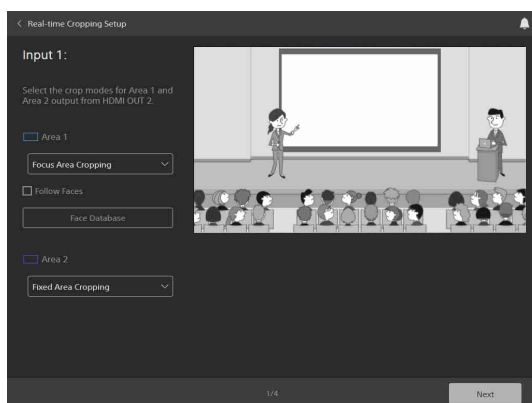 < Real-time Cropping Setup
Input 1:
Select the crop modes for Area 1 and
Area 2 output from HDMI OUT 2.
Area 1
Focus Area Cropping
Follow Faces
Face Database
Area 2
Fixed Area Cropping
1/4
Next